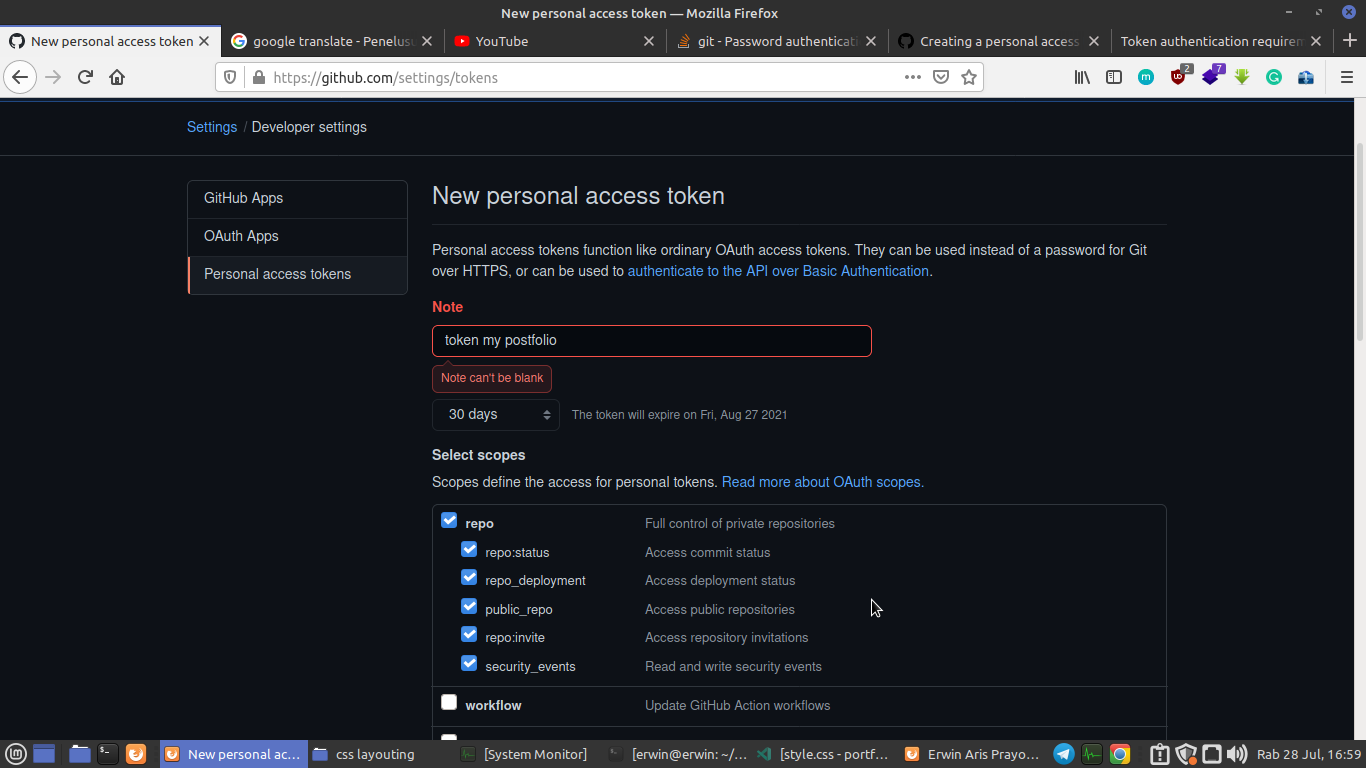 New personal access token — Mozilla Firefox
New personal access token
google translate - Penelusu
YouTube
git - Password authenticati
Creating a personal access
Token authentication requirem
https://github.com/settings/tokens
2
7
Settings / Developer settings
GitHub Apps
OAuth Apps
Personal access tokens
New personal access token
Personal access tokens function like ordinary OAuth access tokens. They can be used instead of a password for Git
over HTTPS, or can be used to authenticate to the API over Basic Authentication.
Note
token my postfolio
Note can't be blank
30 days
The token will expire on Fri, Aug 27 2021
Select scopes
Scopes define the access for personal tokens. Read more about OAuth scopes.
repo Full control of private repositories
repo:status Access commit status
repo_deployment Access deployment status
public_repo Access public repositories
repo:invite Access repository invitations
security_events Read and write security events
workflow Update GitHub Action workflows
New personal ac...
css layouting
[System Monitor]
[erwin@erwin: ~/...
[style.css - portf...
Erwin Aris Prayo...
Rab 28 Jul, 16:59